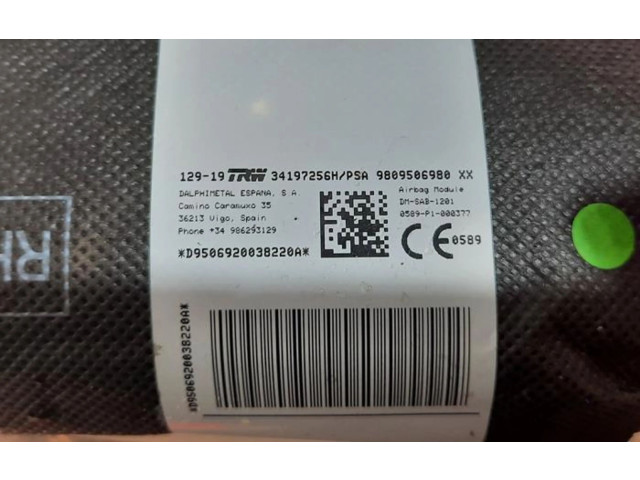 129-19 TRW 34197256H/PSA 9809506980 XX
DALPHIMETAL ESPANA, S.A.
Camino Caramuxo 35
36213 Vigo, Spain
Phone +34 986293129
Airbag Module
DM-SAB-1201
0589-P1-000377
CE 0589
*D9506920038220A*
*D9506920038220A*
RH